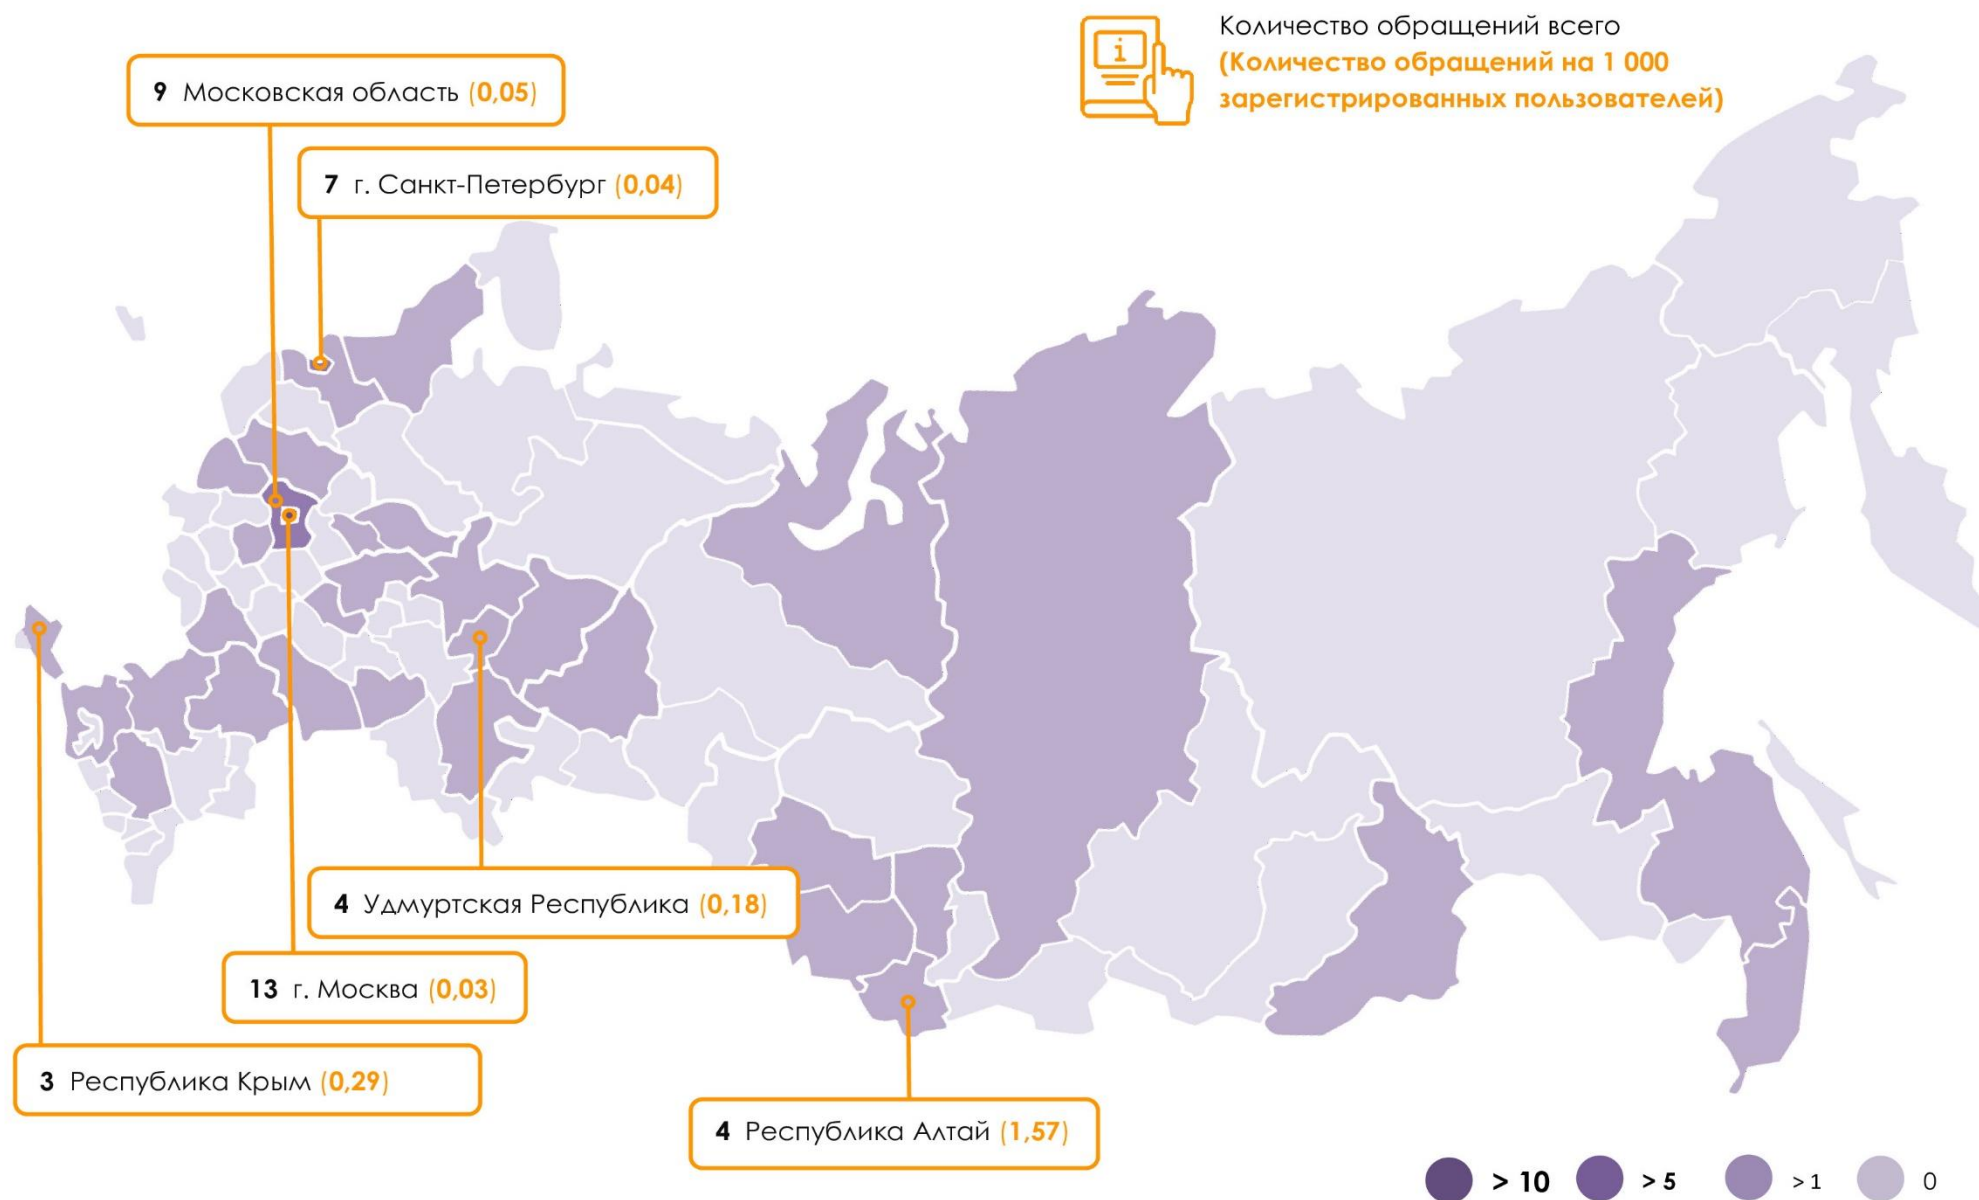 Количество обращений всего
(Количество обращений на 1 000
зарегистрированных пользователей)
i
9 Московская область (0,05)
7 г. Санкт-Петербург (0,04)
4 Удмуртская Республика (0,18)
13 г. Москва (0,03)
3 Республика Крым (0,29)
4 Республика Алтай (1,57)
> 10 > 5 > 1 0